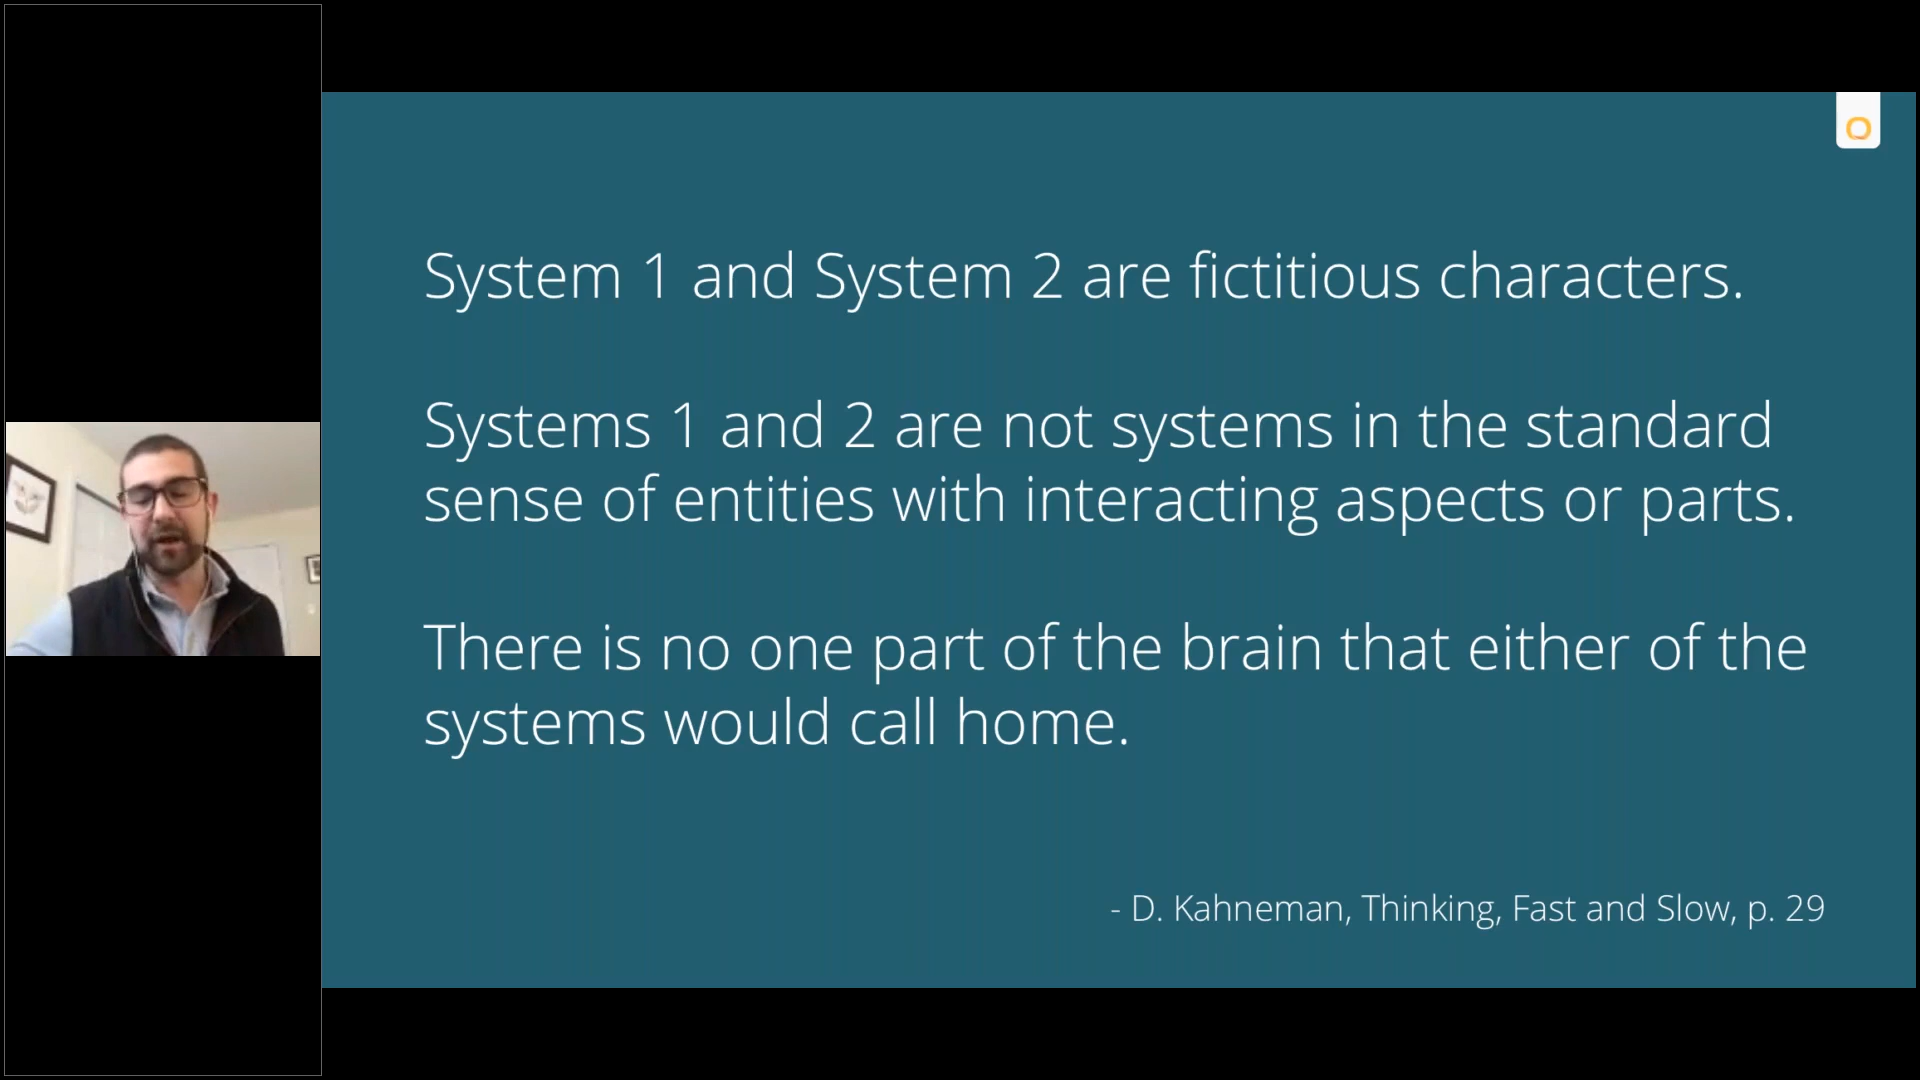 System 1 and System 2 are fictitious characters.
Systems 1 and 2 are not systems in the standard
sense of entities with interacting aspects or parts.
There is no one part of the brain that either of the
systems would call home.
- D. Kahneman, Thinking, Fast and Slow, p. 29